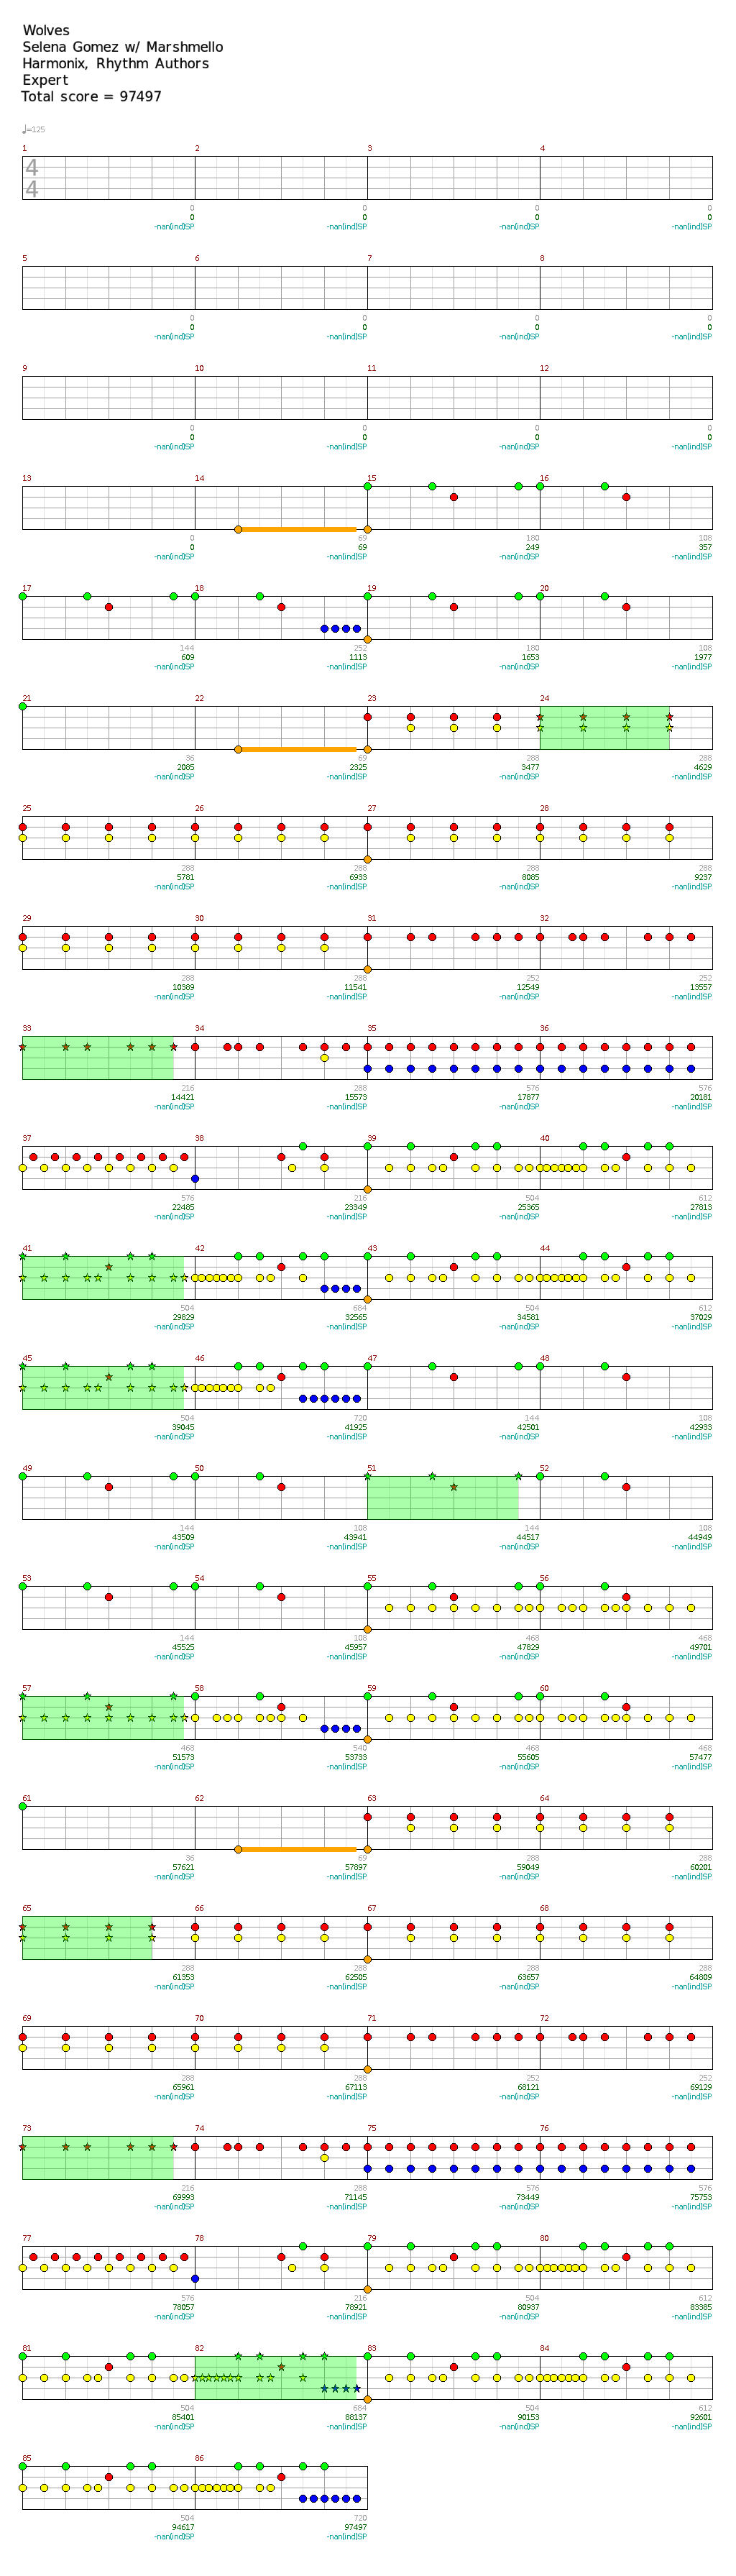 Wolves
Selena Gomez w/ Marshmello
Harmonix, Rhythm Authors
Expert
Total score = 97497
♩=125
1 2 3 4
4
4
0 0 0 0
0 0 0 0
-nan(ind)SP -nan(ind)SP -nan(ind)SP -nan(ind)SP
5 6 7 8
0 0 0 0
0 0 0 0
-nan(ind)SP -nan(ind)SP -nan(ind)SP -nan(ind)SP
9 10 11 12
0 0 0 0
0 0 0 0
-nan(ind)SP -nan(ind)SP -nan(ind)SP -nan(ind)SP
13 14 15 16
0 69 180 108
0 69 249 357
-nan(ind)SP -nan(ind)SP -nan(ind)SP -nan(ind)SP
17 18 19 20
144 252 180 108
609 1113 1653 1977
-nan(ind)SP -nan(ind)SP -nan(ind)SP -nan(ind)SP
21 22 23 24
36 69 288 288
2085 2325 3477 4629
-nan(ind)SP -nan(ind)SP -nan(ind)SP -nan(ind)SP
25 26 27 28
288 288 288 288
5781 6933 8085 9237
-nan(ind)SP -nan(ind)SP -nan(ind)SP -nan(ind)SP
29 30 31 32
288 288 252 252
10389 11541 12549 13557
-nan(ind)SP -nan(ind)SP -nan(ind)SP -nan(ind)SP
33 34 35 36
216 288 576 576
14421 15573 17877 20181
-nan(ind)SP -nan(ind)SP -nan(ind)SP -nan(ind)SP
37 38 39 40
576 216 504 612
22485 23349 25365 27813
-nan(ind)SP -nan(ind)SP -nan(ind)SP -nan(ind)SP
41 42 43 44
504 684 504 612
29829 32565 34581 37029
-nan(ind)SP -nan(ind)SP -nan(ind)SP -nan(ind)SP
45 46 47 48
504 720 144 108
39045 41925 42501 42933
-nan(ind)SP -nan(ind)SP -nan(ind)SP -nan(ind)SP
49 50 51 52
144 108 144 108
43509 43941 44517 44949
-nan(ind)SP -nan(ind)SP -nan(ind)SP -nan(ind)SP
53 54 55 56
144 108 468 468
45525 45957 47829 49701
-nan(ind)SP -nan(ind)SP -nan(ind)SP -nan(ind)SP
57 58 59 60
468 540 468 468
51573 53733 55605 57477
-nan(ind)SP -nan(ind)SP -nan(ind)SP -nan(ind)SP
61 62 63 64
36 69 288 288
57621 57897 59049 60201
-nan(ind)SP -nan(ind)SP -nan(ind)SP -nan(ind)SP
65 66 67 68
288 288 288 288
61353 62505 63657 64809
-nan(ind)SP -nan(ind)SP -nan(ind)SP -nan(ind)SP
69 70 71 72
288 288 252 252
65961 67113 68121 69129
-nan(ind)SP -nan(ind)SP -nan(ind)SP -nan(ind)SP
73 74 75 76
216 288 576 576
69993 71145 73449 75753
-nan(ind)SP -nan(ind)SP -nan(ind)SP -nan(ind)SP
77 78 79 80
576 216 504 612
78057 78921 80937 83385
-nan(ind)SP -nan(ind)SP -nan(ind)SP -nan(ind)SP
81 82 83 84
504 684 504 612
85401 88137 90153 92601
-nan(ind)SP -nan(ind)SP -nan(ind)SP -nan(ind)SP
85 86
504 720
94617 97497
-nan(ind)SP -nan(ind)SP